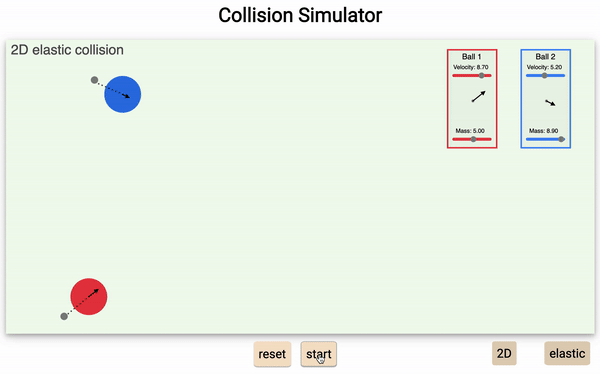 Collision Simulator
2D elastic collision
Ball 1
Velocity: 8.70
Mass: 5.00
Ball 2
Velocity: 5.20
Mass: 8.90
reset
start
2D
elastic